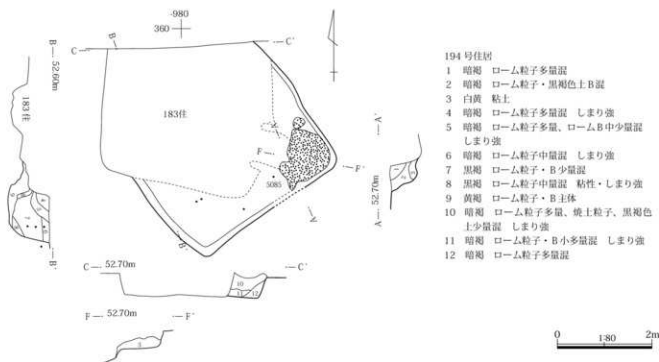 -980
360
B
C
C´
B
52.60m
183住
183住
F
F´
5085
A´
A
52.70m
B´
B´
C
52.70m
C´
10
11
12
F
52.70m
F´
3
194号住居
1 暗褐 ローム粒子多量混
2 暗褐 ローム粒子・黒褐色土B混
3 白黄 粘土
4 暗褐 ローム粒子多量混 しまり強
5 暗褐 ローム粒子多量、ロームB中少量混
しまり強
6 暗褐 ローム粒子中量混 しまり強
7 黒褐 ローム粒子・B少量混
8 黒褐 ローム粒子中量混 粘性・しまり強
9 黄褐 ローム粒子・B主体
10 暗褐 ローム粒子多量、焼土粒子、黒褐色
土少量混 しまり強
11 暗褐 ローム粒子・B小多量混 しまり強
12 暗褐 ローム粒子多量混
0
1:80
2m